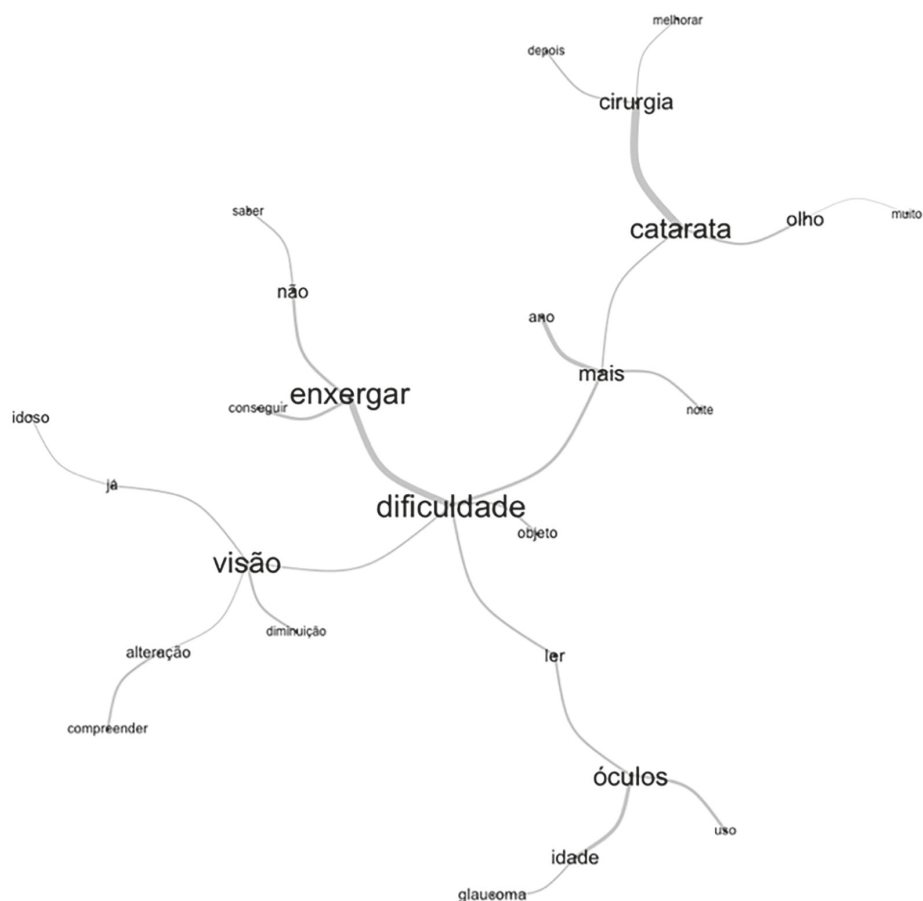 melhorar
depois
cirurgia
saber
catarata
olho
muito
não
ano
mais
enxergar
conseguir
noite
idoso
já
dificuldade
objeto
visão
diminuição
alteração
ler
compreender
óculos
uso
idade
glaucoma